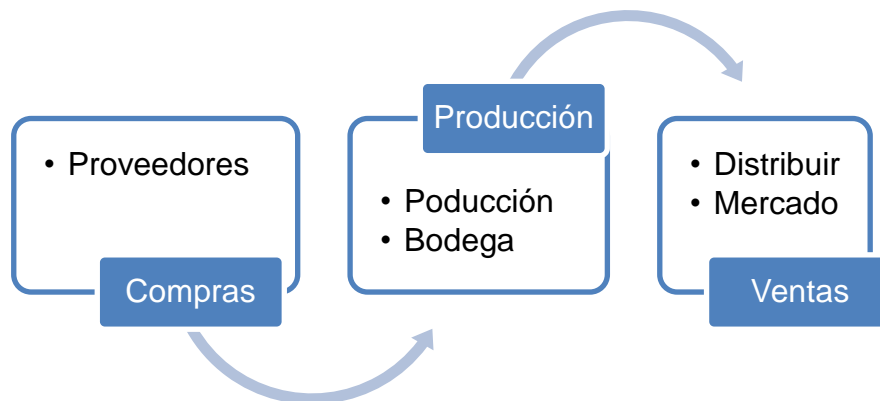 • Proveedores
Compras
Producción
• Poducción
• Bodega
• Distribuir
• Mercado
Ventas